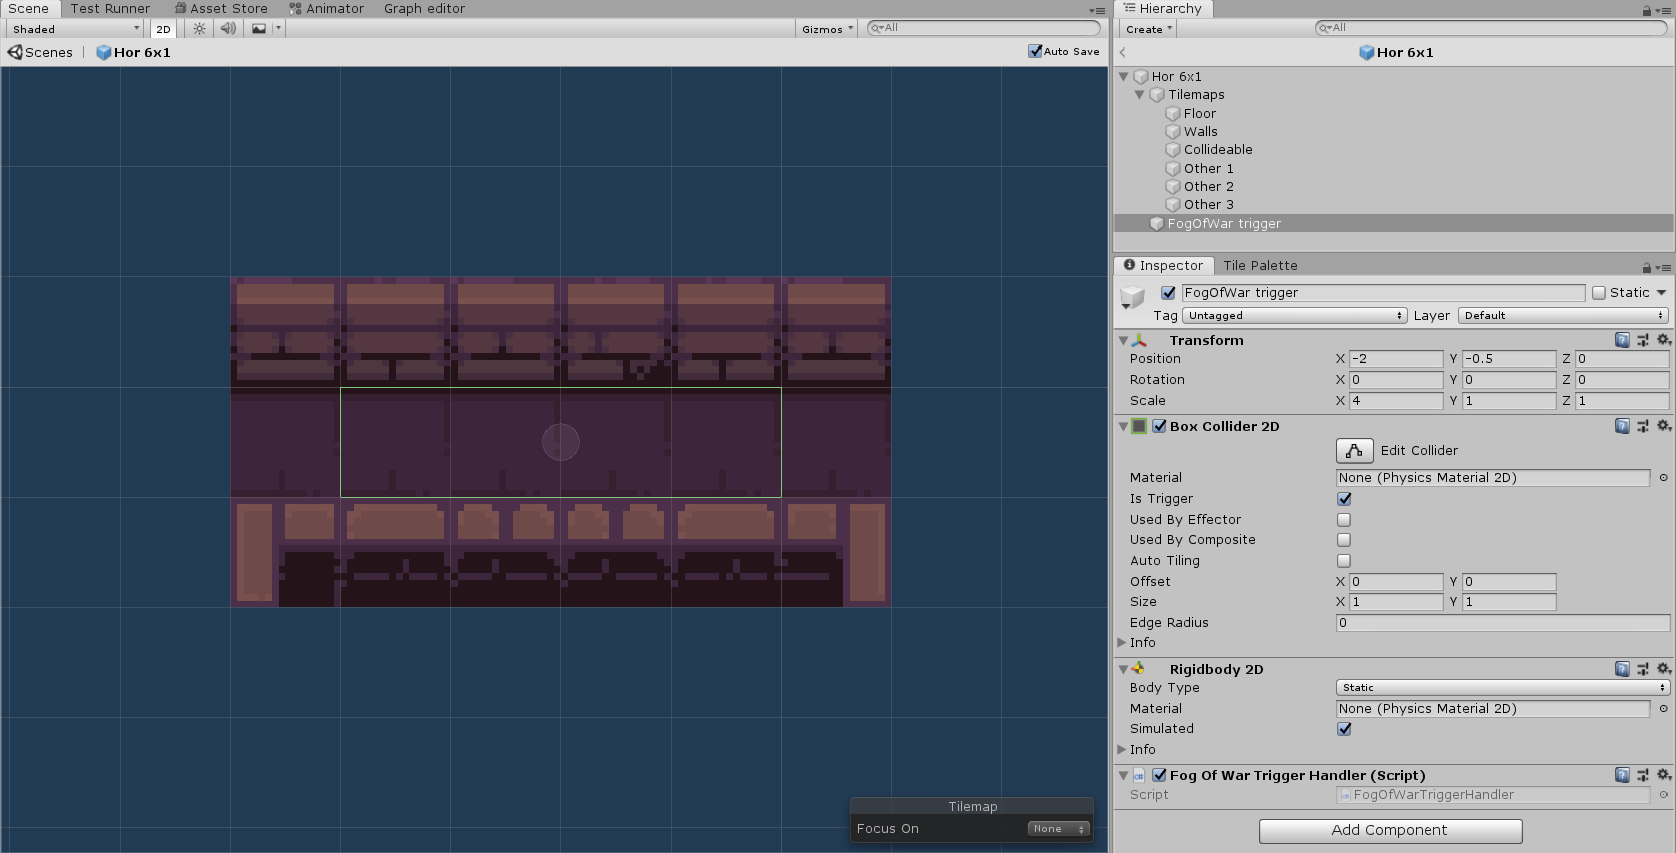 Scene Test Runner Asset Store Animator Graph editor
Shaded 2D Gizmos All
Scenes Hor 6x1 Auto Save
Tilemap
Focus On None
Hierarchy
Create All
Hor 6x1
Hor 6x1
Tilemaps
Floor
Walls
Collideable
Other 1
Other 2
Other 3
FogOfWar trigger
Inspector Tile Palette
FogOfWar trigger Static
Tag Untagged Layer Default
Transform
Position X -2 Y -0.5 Z 0
Rotation X 0 Y 0 Z 0
Scale X 4 Y 1 Z 1
Box Collider 2D
Edit Collider
Material None (Physics Material 2D)
Is Trigger
Used By Effector
Used By Composite
Auto Tiling
Offset X 0 Y 0
Size X 1 Y 1
Edge Radius 0
Info
Rigidbody 2D
Body Type Static
Material None (Physics Material 2D)
Simulated
Info
Fog Of War Trigger Handler (Script)
Script FogOfWarTriggerHandler
Add Component